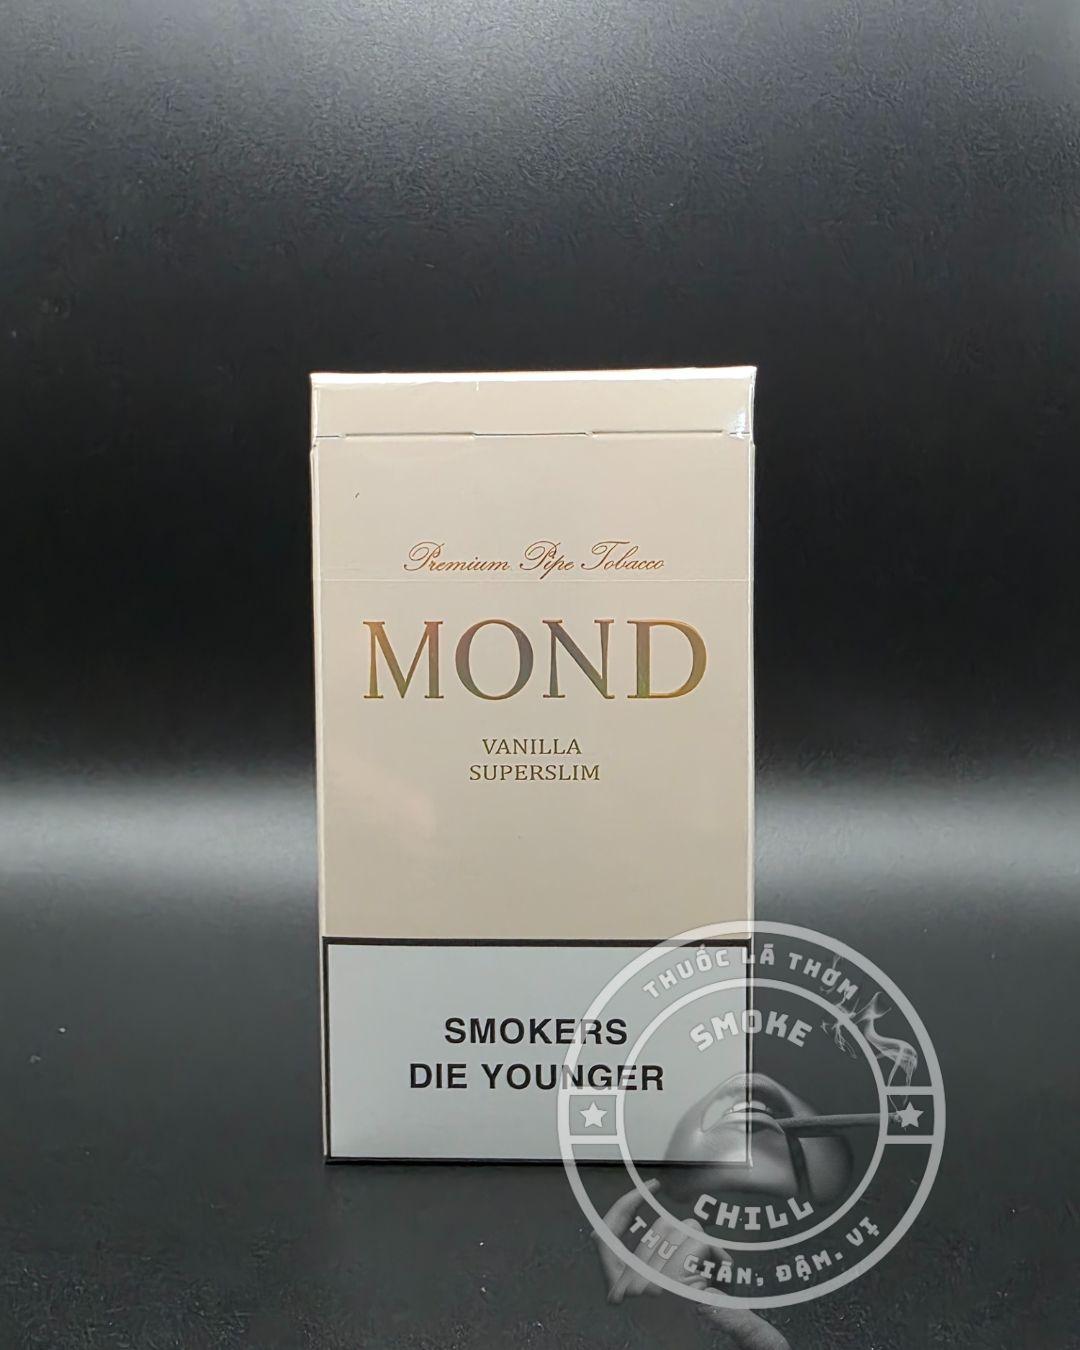 Premium Pipe Tobacco
MOND
VANILLA
SUPERSLIM
SMOKERS
DIE YOUNGER
THUỐC LÁ THƠM
SMOKE
CHILL
THƯ GIÃN, ĐẬM. VỊ